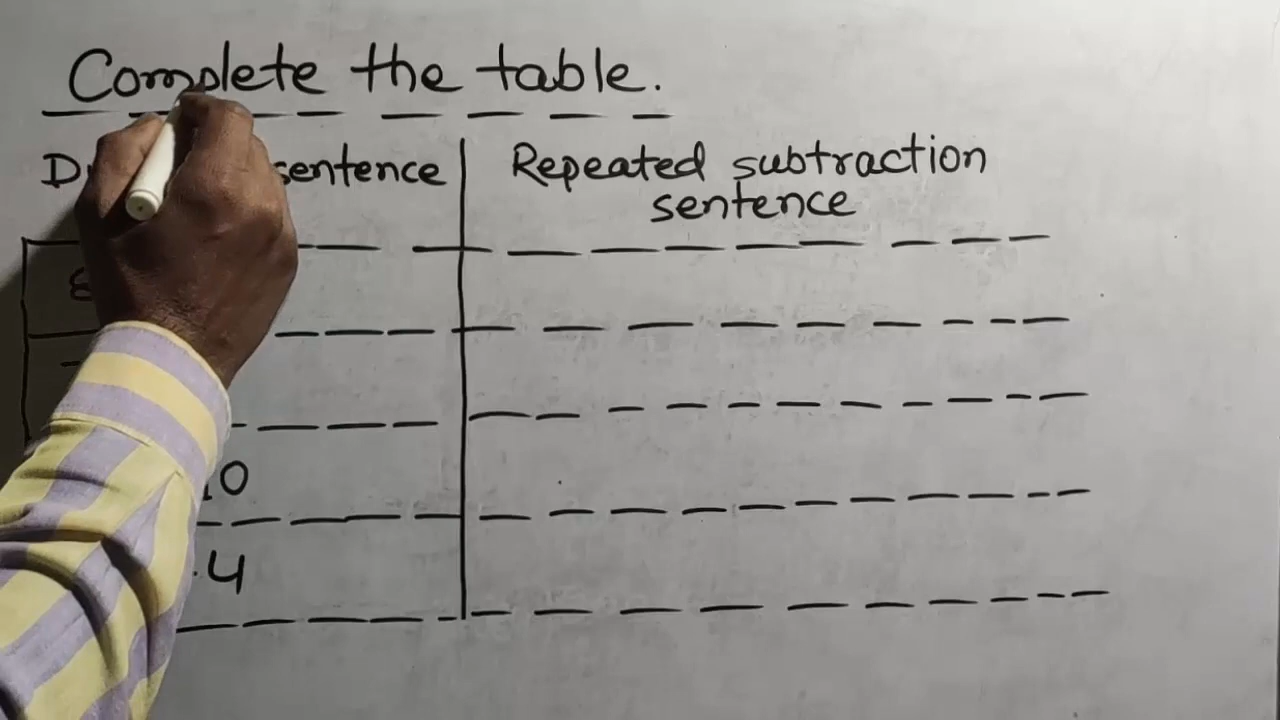 Complete the table.
sentence
Repeated subtraction
sentence
10
4